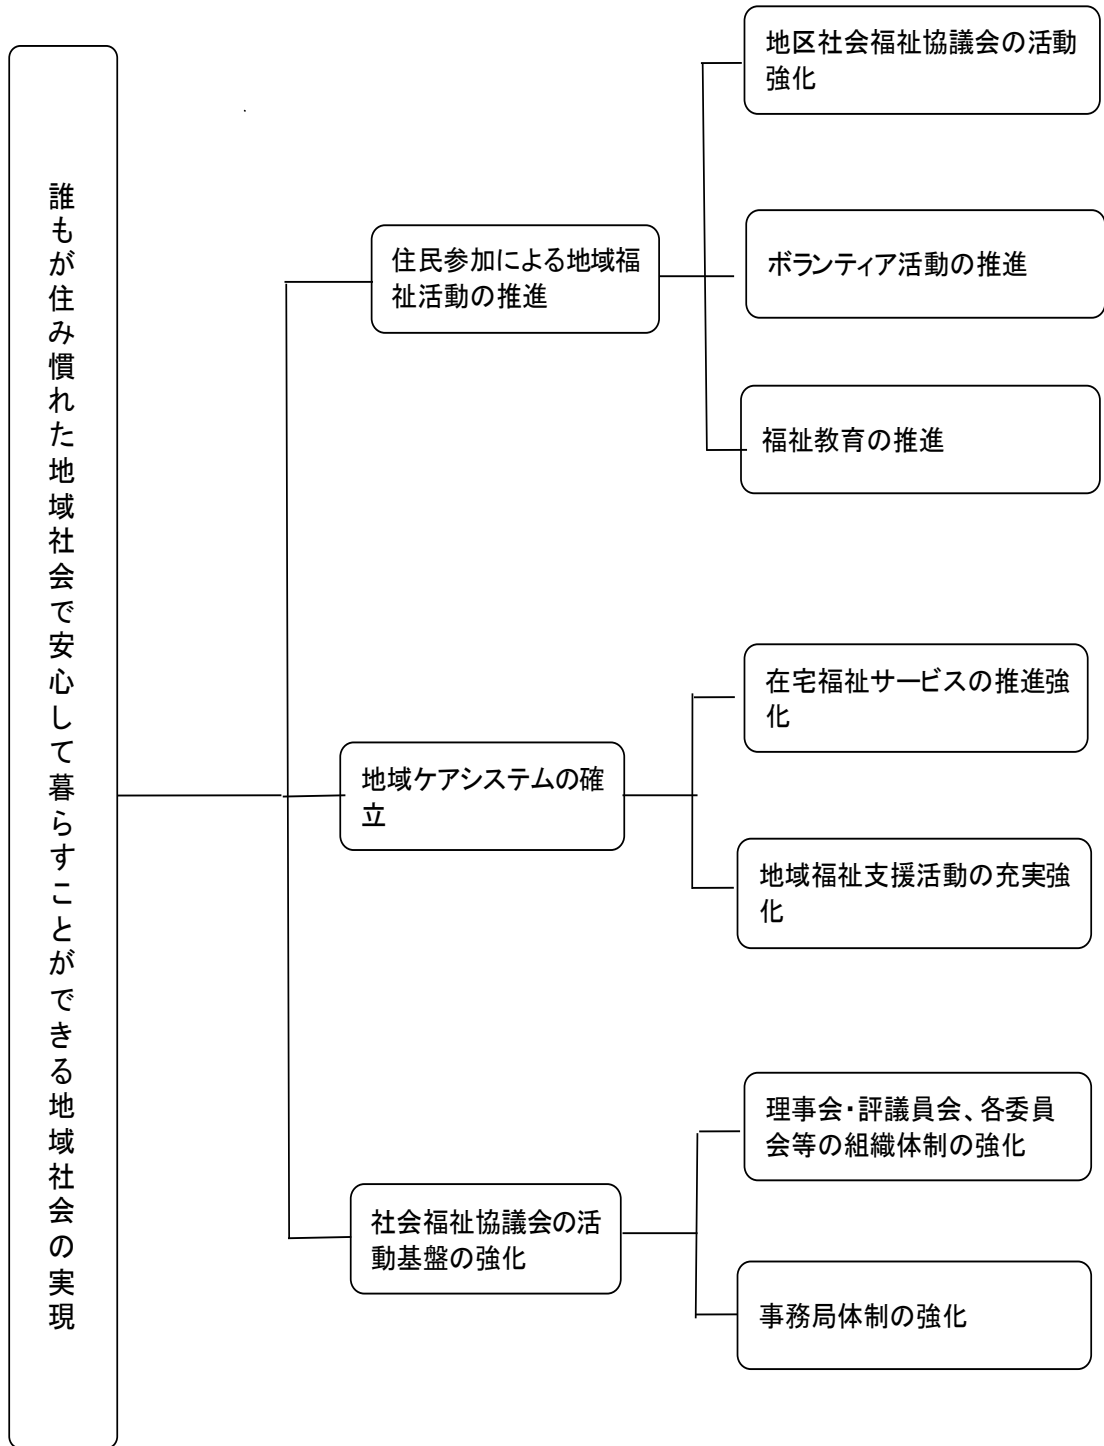 誰もが住み慣れた地域社会で安心して暮らすことができる地域社会の実現
住民参加による地域福
祉活動の推進
地区社会福祉協議会の活動
強化
ボランティア活動の推進
福祉教育の推進
地域ケアシステムの確
立
在宅福祉サービスの推進強
化
地域福祉支援活動の充実強
化
社会福祉協議会の活
動基盤の強化
理事会・評議員会、各委員
会等の組織体制の強化
事務局体制の強化